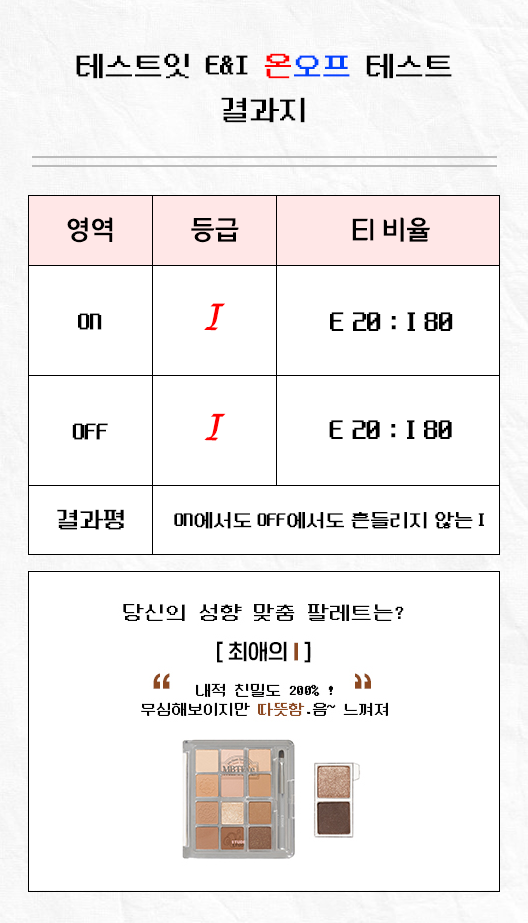 테스트잇 E&I 온오프 테스트
결과지
영역 등급 EI 비율
ON I E 20 : I 80
OFF I E 20 : I 80
결과평 ON에서도 OFF에서도 흔들리지 않는 I
당신의 성향 맞춤 팔레트는?
[ 최애의 I ]
“ 내적 친밀도 200% ! ”
무심해보이지만 따뜻함.음~ 느껴져